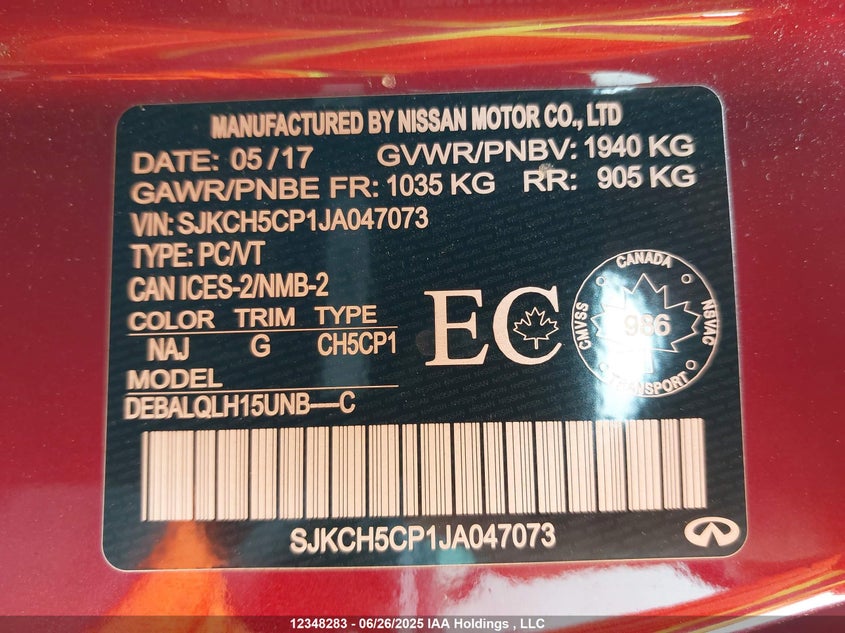 MANUFACTURED BY NISSAN MOTOR CO., LTD
DATE: 05/17 GVWR/PNBV: 1940 KG
GAWR/PNBE FR: 1035 KG RR: 905 KG
VIN: SJKCH5CP1JA047073
TYPE: PC/VT
CAN ICES-2/NMB-2
COLOR TRIM TYPE
NAJ G CH5CP1
MODEL
DEBALQLH15UNB----C
EC
CANADA
CMVSS
986
NSVAC
TRANSPORT
SJKCH5CP1JA047073
12348283 - 06/26/2025 IAA Holdings , LLC